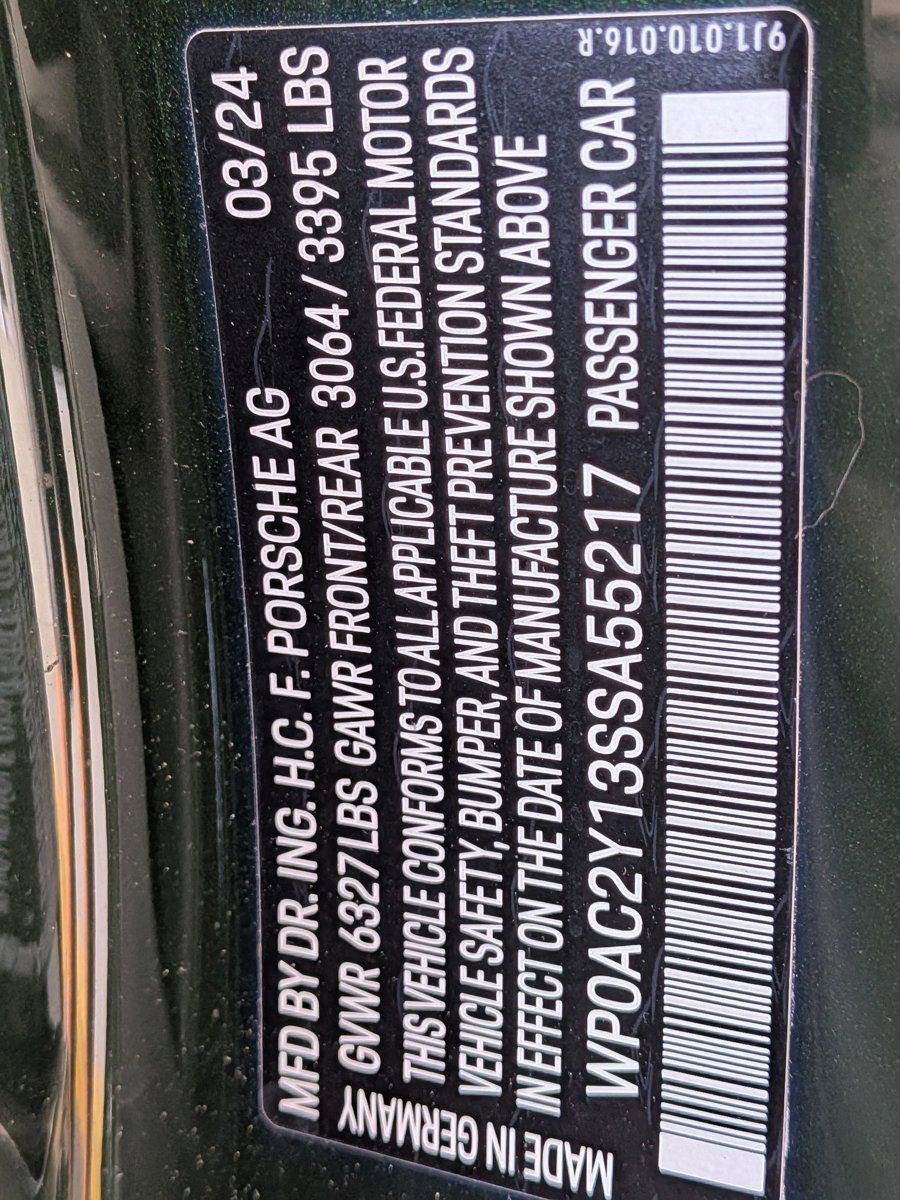 MFD BY DR. ING. H.C. F. PORSCHE AG 03/24
GVWR 6327 LBS GAWR FRONT/REAR 3064 / 3395 LBS
THIS VEHICLE CONFORMS TO ALL APPLICABLE U.S.FEDERAL MOTOR
VEHICLE SAFETY, BUMPER, AND THEFT PREVENTION STANDARDS
IN EFFECT ON THE DATE OF MANUFACTURE SHOWN ABOVE
WP0AC2Y13SSA55217 PASSENGER CAR
MADE IN GERMANY
9J1.010.016.R